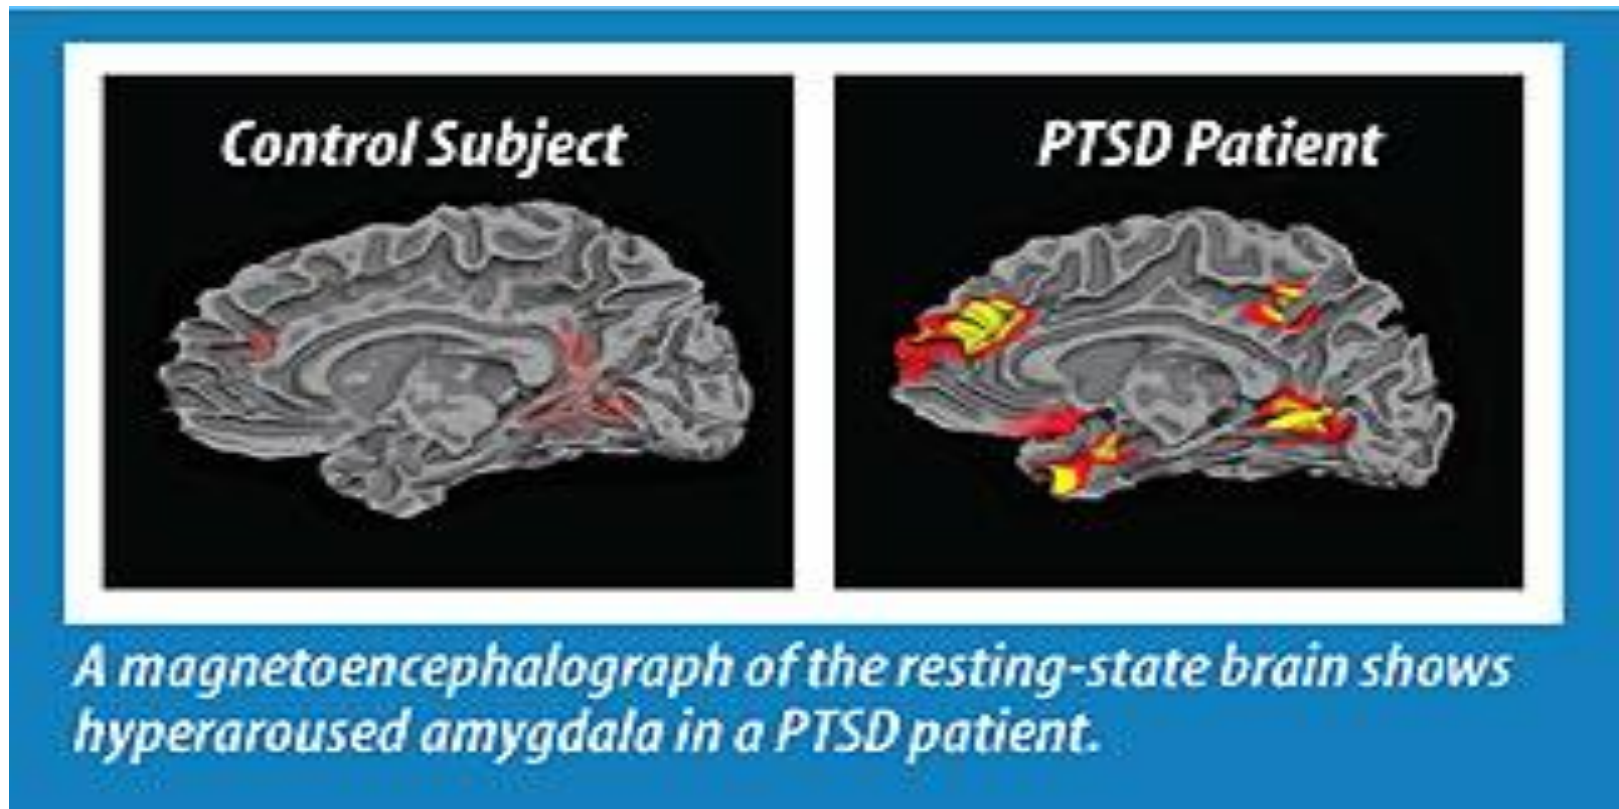 Control Subject
PTSD Patient
A magnetoencephalograph of the resting-state brain shows
hyperaroused amygdala in a PTSD patient.